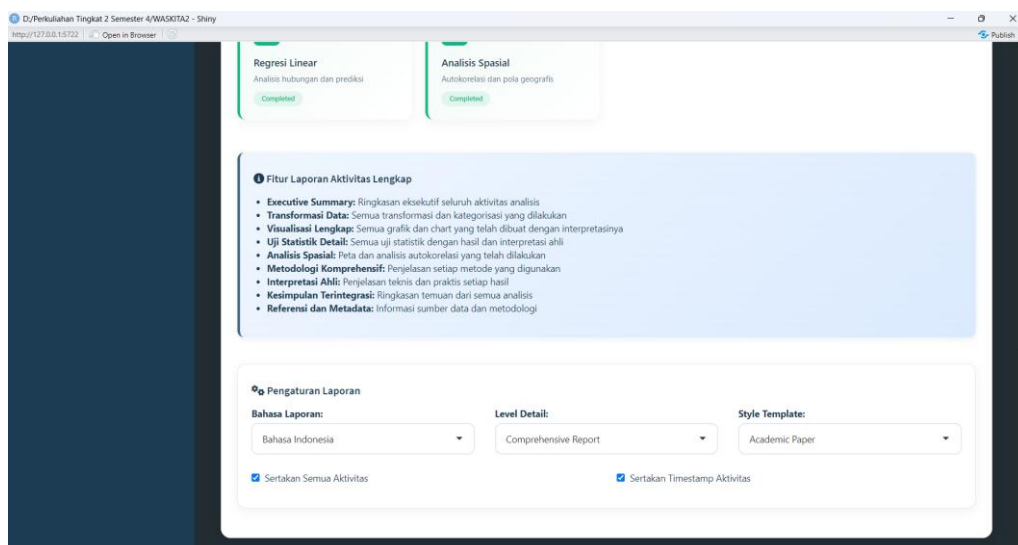 D:/Perkuliahan Tingkat 2 Semester 4/WASKITA2 - Shiny
http://127.0.0.1:5722 Open in Browser Publish
Regresi Linear
Analisis hubungan dan prediksi
Completed
Analisis Spasial
Autokorelasi dan pola geografis
Completed
Fitur Laporan Aktivitas Lengkap
• Executive Summary: Ringkasan eksekutif seluruh aktivitas analisis
• Transformasi Data: Semua transformasi dan kategorisasi yang dilakukan
• Visualisasi Lengkap: Semua grafik dan chart yang telah dibuat dengan interpretasinya
• Uji Statistik Detail: Semua uji statistik dengan hasil dan interpretasi ahli
• Analisis Spasial: Peta dan analisis autokorelasi yang telah dilakukan
• Metodologi Komprehensif: Penjelasan setiap metode yang digunakan
• Interpretasi Ahli: Penjelasan teknis dan praktis setiap hasil
• Kesimpulan Terintegrasi: Ringkasan temuan dari semua analisis
• Referensi dan Metadata: Informasi sumber data dan metodologi
Pengaturan Laporan
Bahasa Laporan:
Bahasa Indonesia
Level Detail:
Comprehensive Report
Style Template:
Academic Paper
Sertakan Semua Aktivitas
Sertakan Timestamp Aktivitas